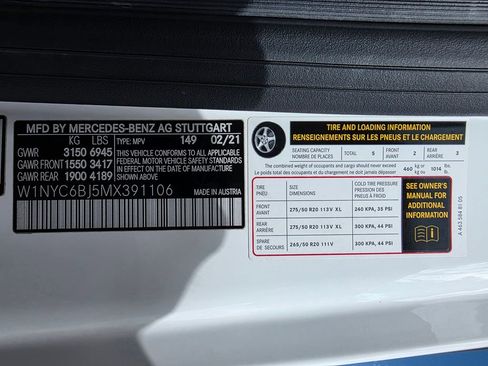 MFD BY MERCEDES-BENZ AG STUTTGART
KG LBS TYPE: MPV 149 02/21
GVWR 3150 6945 THIS VEHICLE CONFORMS TO ALL APPLICABLE
GAWR FRONT 1550 3417 FEDERAL MOTOR VEHICLE SAFETY STANDARDS
GAWR REAR 1900 4189 IN EFFECT ON THE DATE OF MANUFACTURE SHOWN ABOVE.
W1NYC6BJ5MX391106 MADE IN AUSTRIA
TIRE AND LOADING INFORMATION
RENSEIGNEMENTS SUR LES PNEUS ET LE CHARGEMENT
SEATING CAPACITY
NOMBRE DE PLACES
TOTAL 5
FRONT
AVANT 2
REAR
ARRIÈRE 3
The combined weight of occupants and cargo should never exceed
Le poids total des occupants et du chargement ne doit jamais dépasser
460 kg or
kg ou
1014 lbs.
lb.
TIRE
PNEU
SIZE
DIMENSIONS
COLD TIRE PRESSURE
FRONT
AVANT
275/50 R20 113V XL
240 KPA, 35 PSI
REAR
ARRIÈRE
275/50 R20 113V XL
300 KPA, 44 PSI
SPARE
DE SECOURS
265/50 R20 111V
300 KPA, 44 PSI
SEE OWNER'S
MANUAL FOR
ADDITIONAL
INFORMATION
A 463 584 81 05